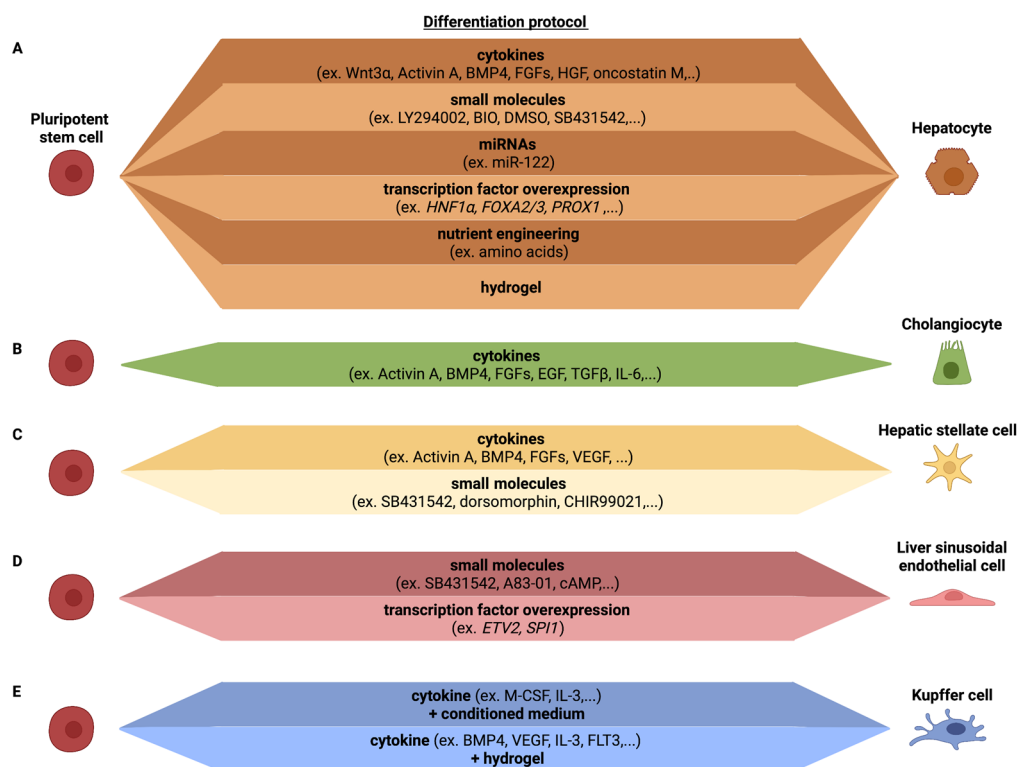 Differentiation protocol
A
Pluripotent
stem cell
cytokines
(ex. Wnt3α, Activin A, BMP4, FGFs, HGF, oncostatin M,..)
small molecules
(ex. LY294002, BIO, DMSO, SB431542,...)
miRNAs
(ex. miR-122)
transcription factor overexpression
(ex. HNF1α, FOXA2/3, PROX1 ,...)
nutrient engineering
(ex. amino acids)
hydrogel
Hepatocyte
B
cytokines
(ex. Activin A, BMP4, FGFs, EGF, TGFβ, IL-6,...)
Cholangiocyte
C
cytokines
(ex. Activin A, BMP4, FGFs, VEGF, ...)
small molecules
(ex. SB431542, dorsomorphin, CHIR99021,...)
Hepatic stellate cell
D
small molecules
(ex. SB431542, A83-01, cAMP,...)
transcription factor overexpression
(ex. ETV2, SPI1)
Liver sinusoidal
endothelial cell
E
cytokine (ex. M-CSF, IL-3,...)
+ conditioned medium
cytokine (ex. BMP4, VEGF, IL-3, FLT3,...)
+ hydrogel
Kupffer cell